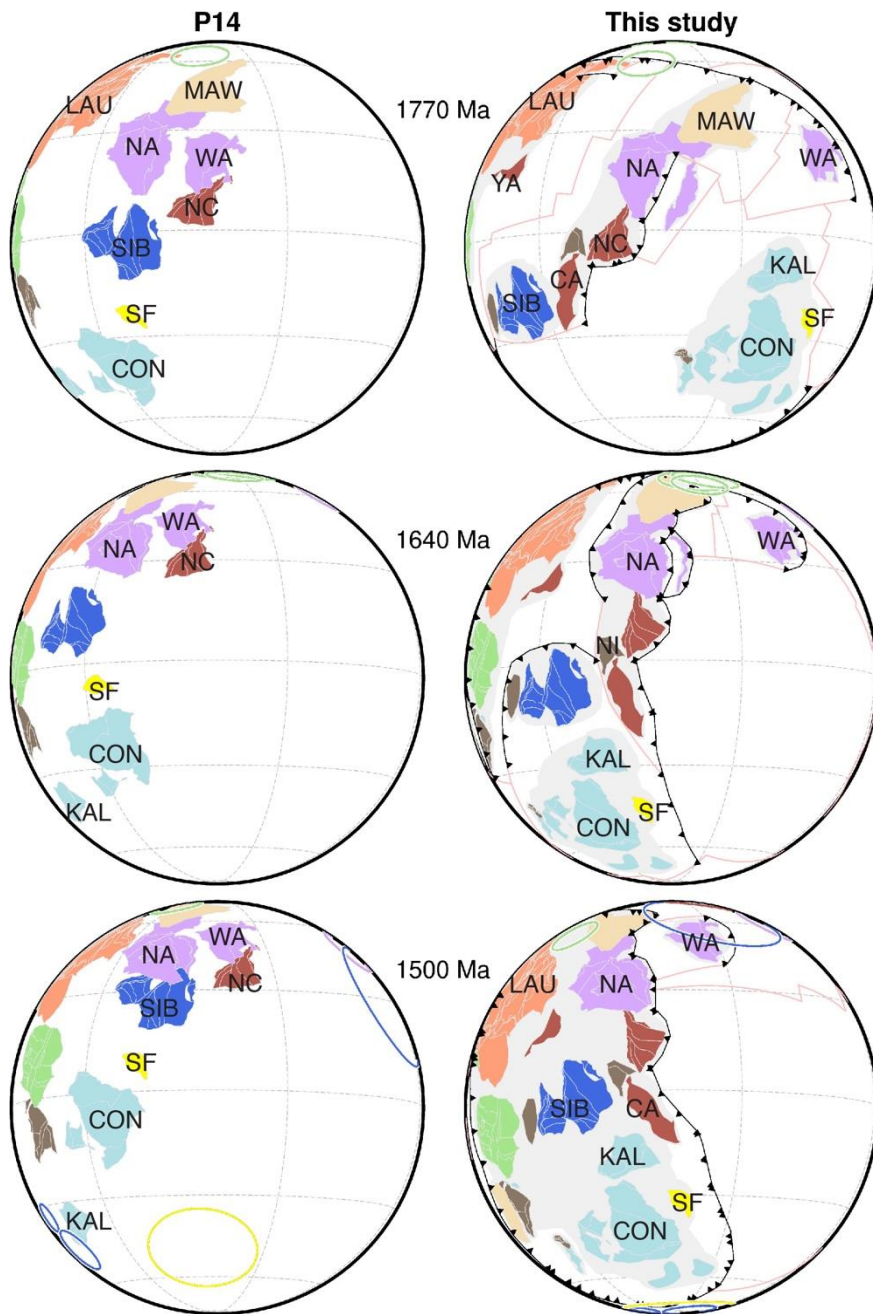 P14
This study
1770 Ma
LAU
MAW
NA
WA
NC
SIB
SF
CON
LAU
MAW
WA
NA
YA
NC
KAL
CA
SIB
SF
CON
1640 Ma
WA
NA
NC
SF
CON
KAL
WA
NA
NI
KAL
SF
CON
1500 Ma
WA
NA
NC
SIB
SF
CON
KAL
WA
LAU
NA
SIB
CA
KAL
SF
CON